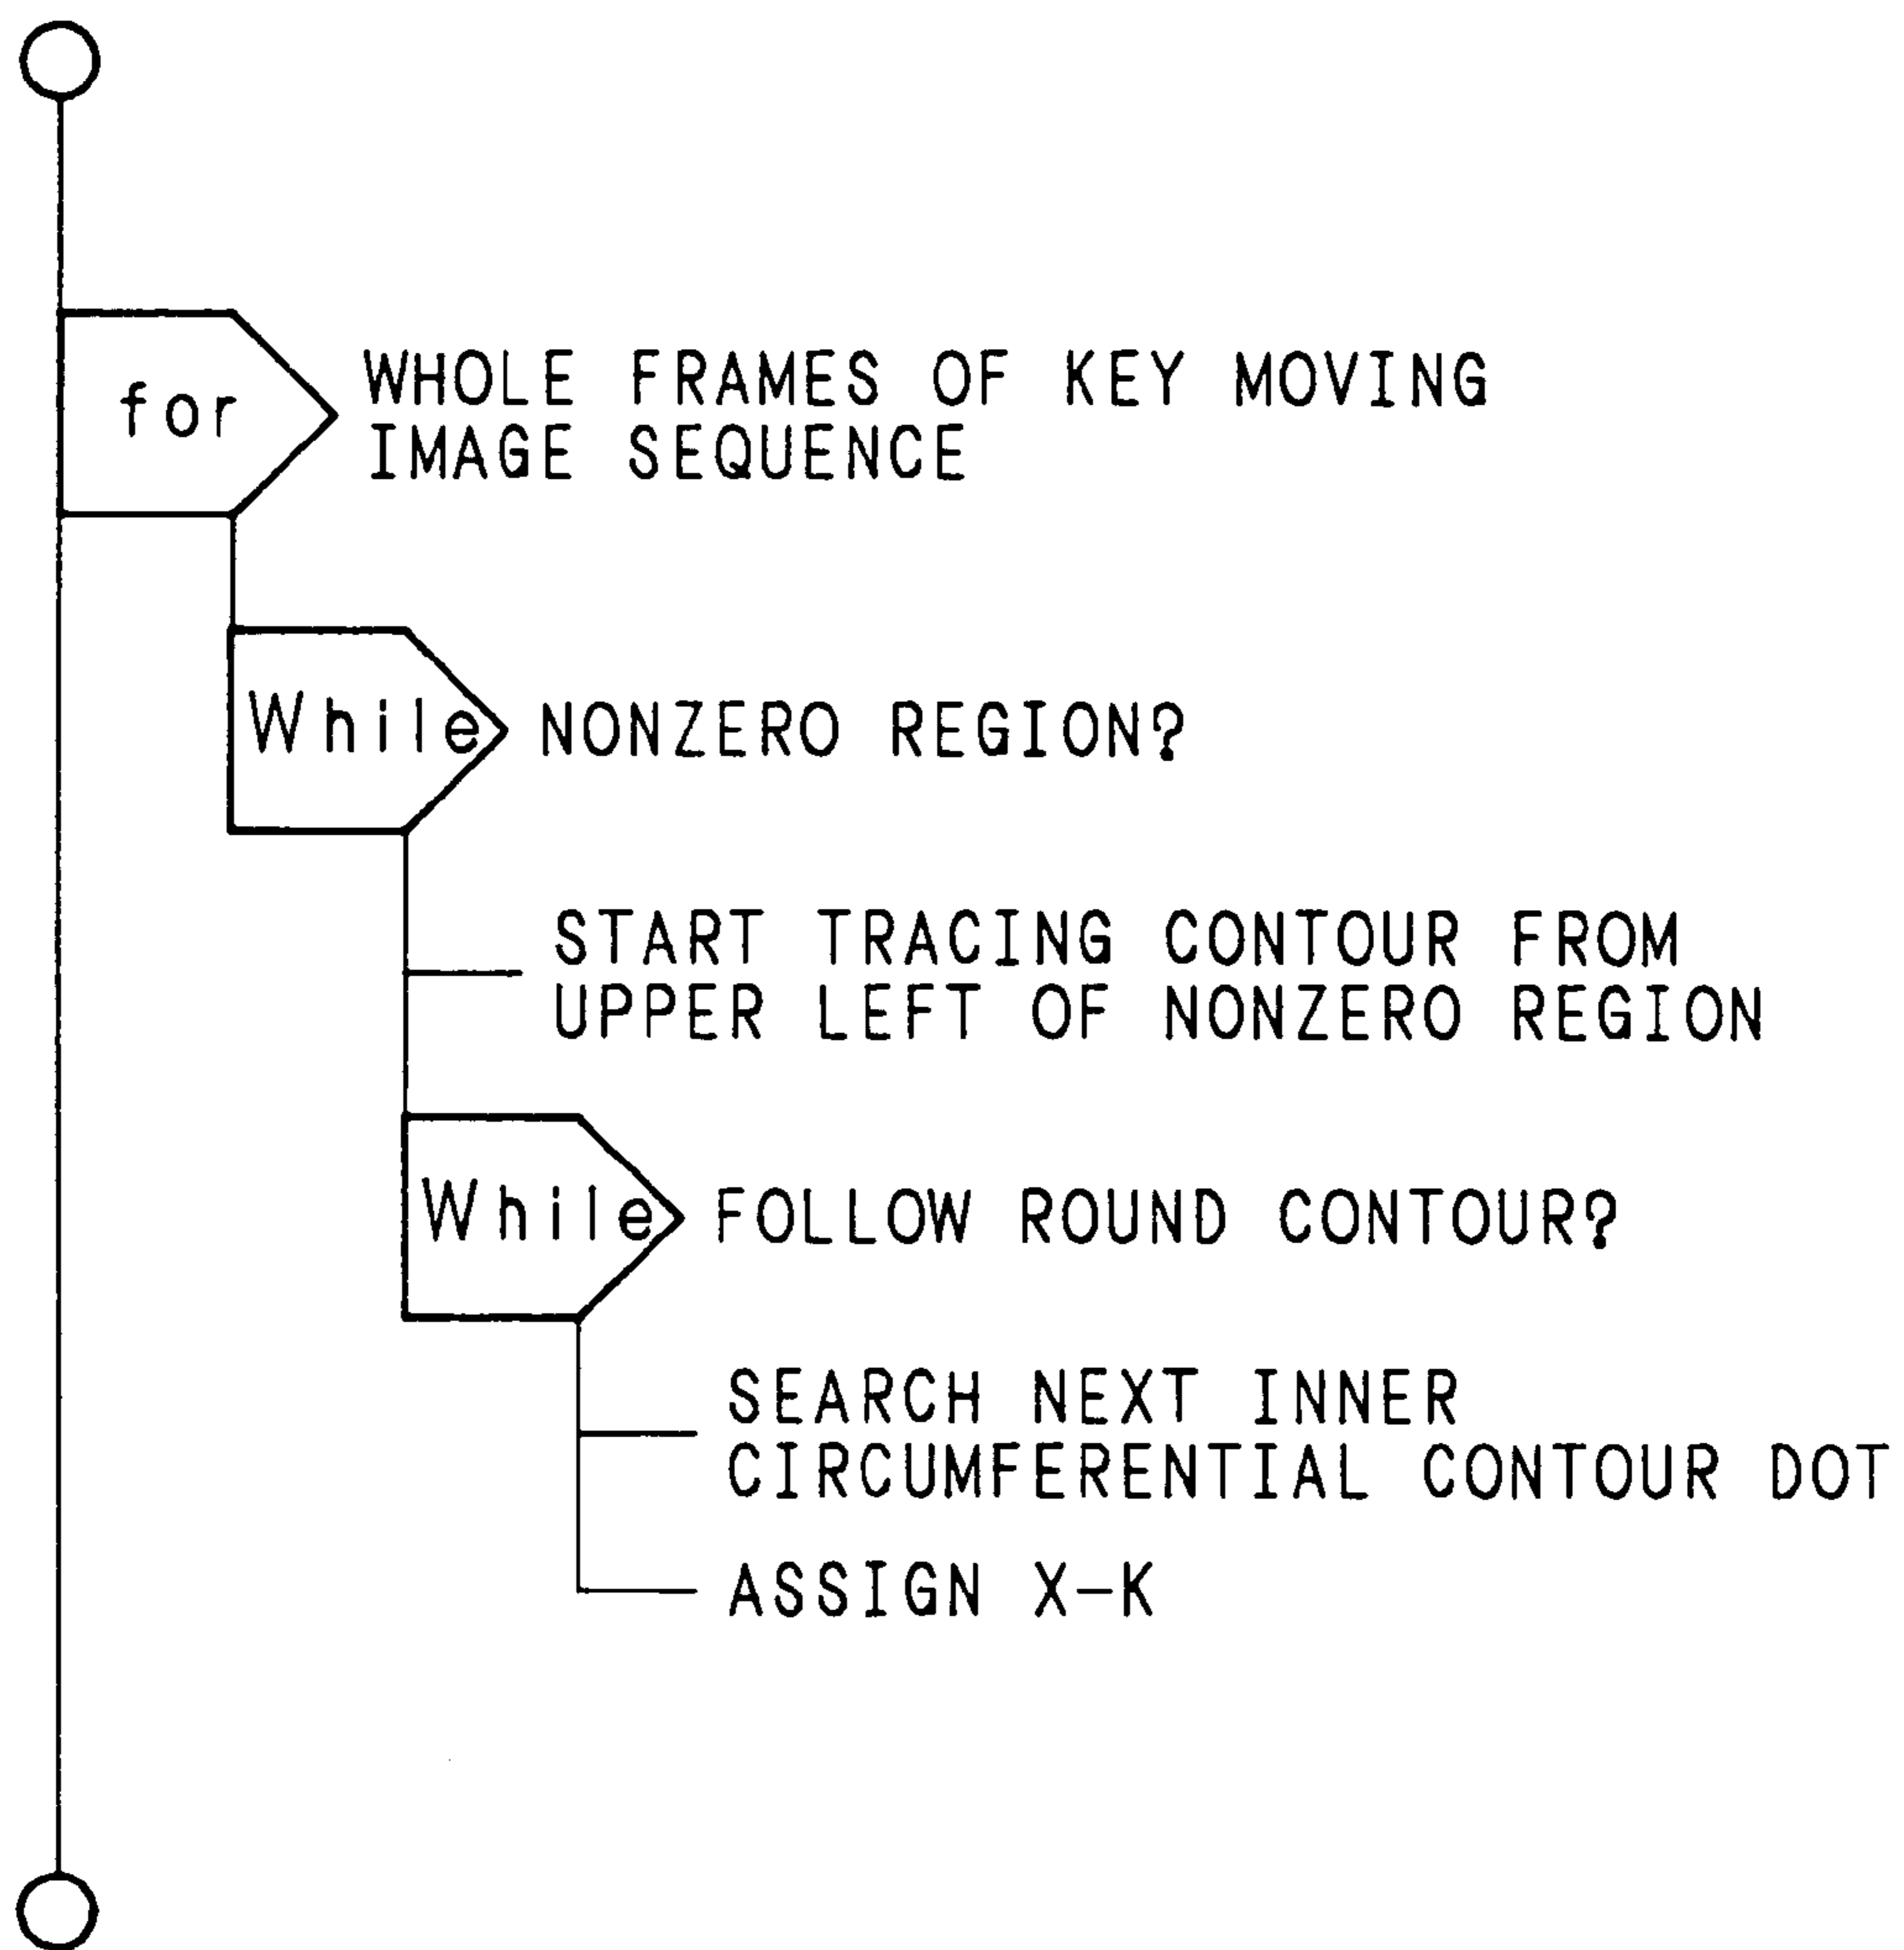 for
WHOLE FRAMES OF KEY MOVING
IMAGE SEQUENCE
While
NONZERO REGION?
START TRACING CONTOUR FROM
UPPER LEFT OF NONZERO REGION
While
FOLLOW ROUND CONTOUR?
SEARCH NEXT INNER
CIRCUMFERENTIAL CONTOUR DOT
ASSIGN X-K